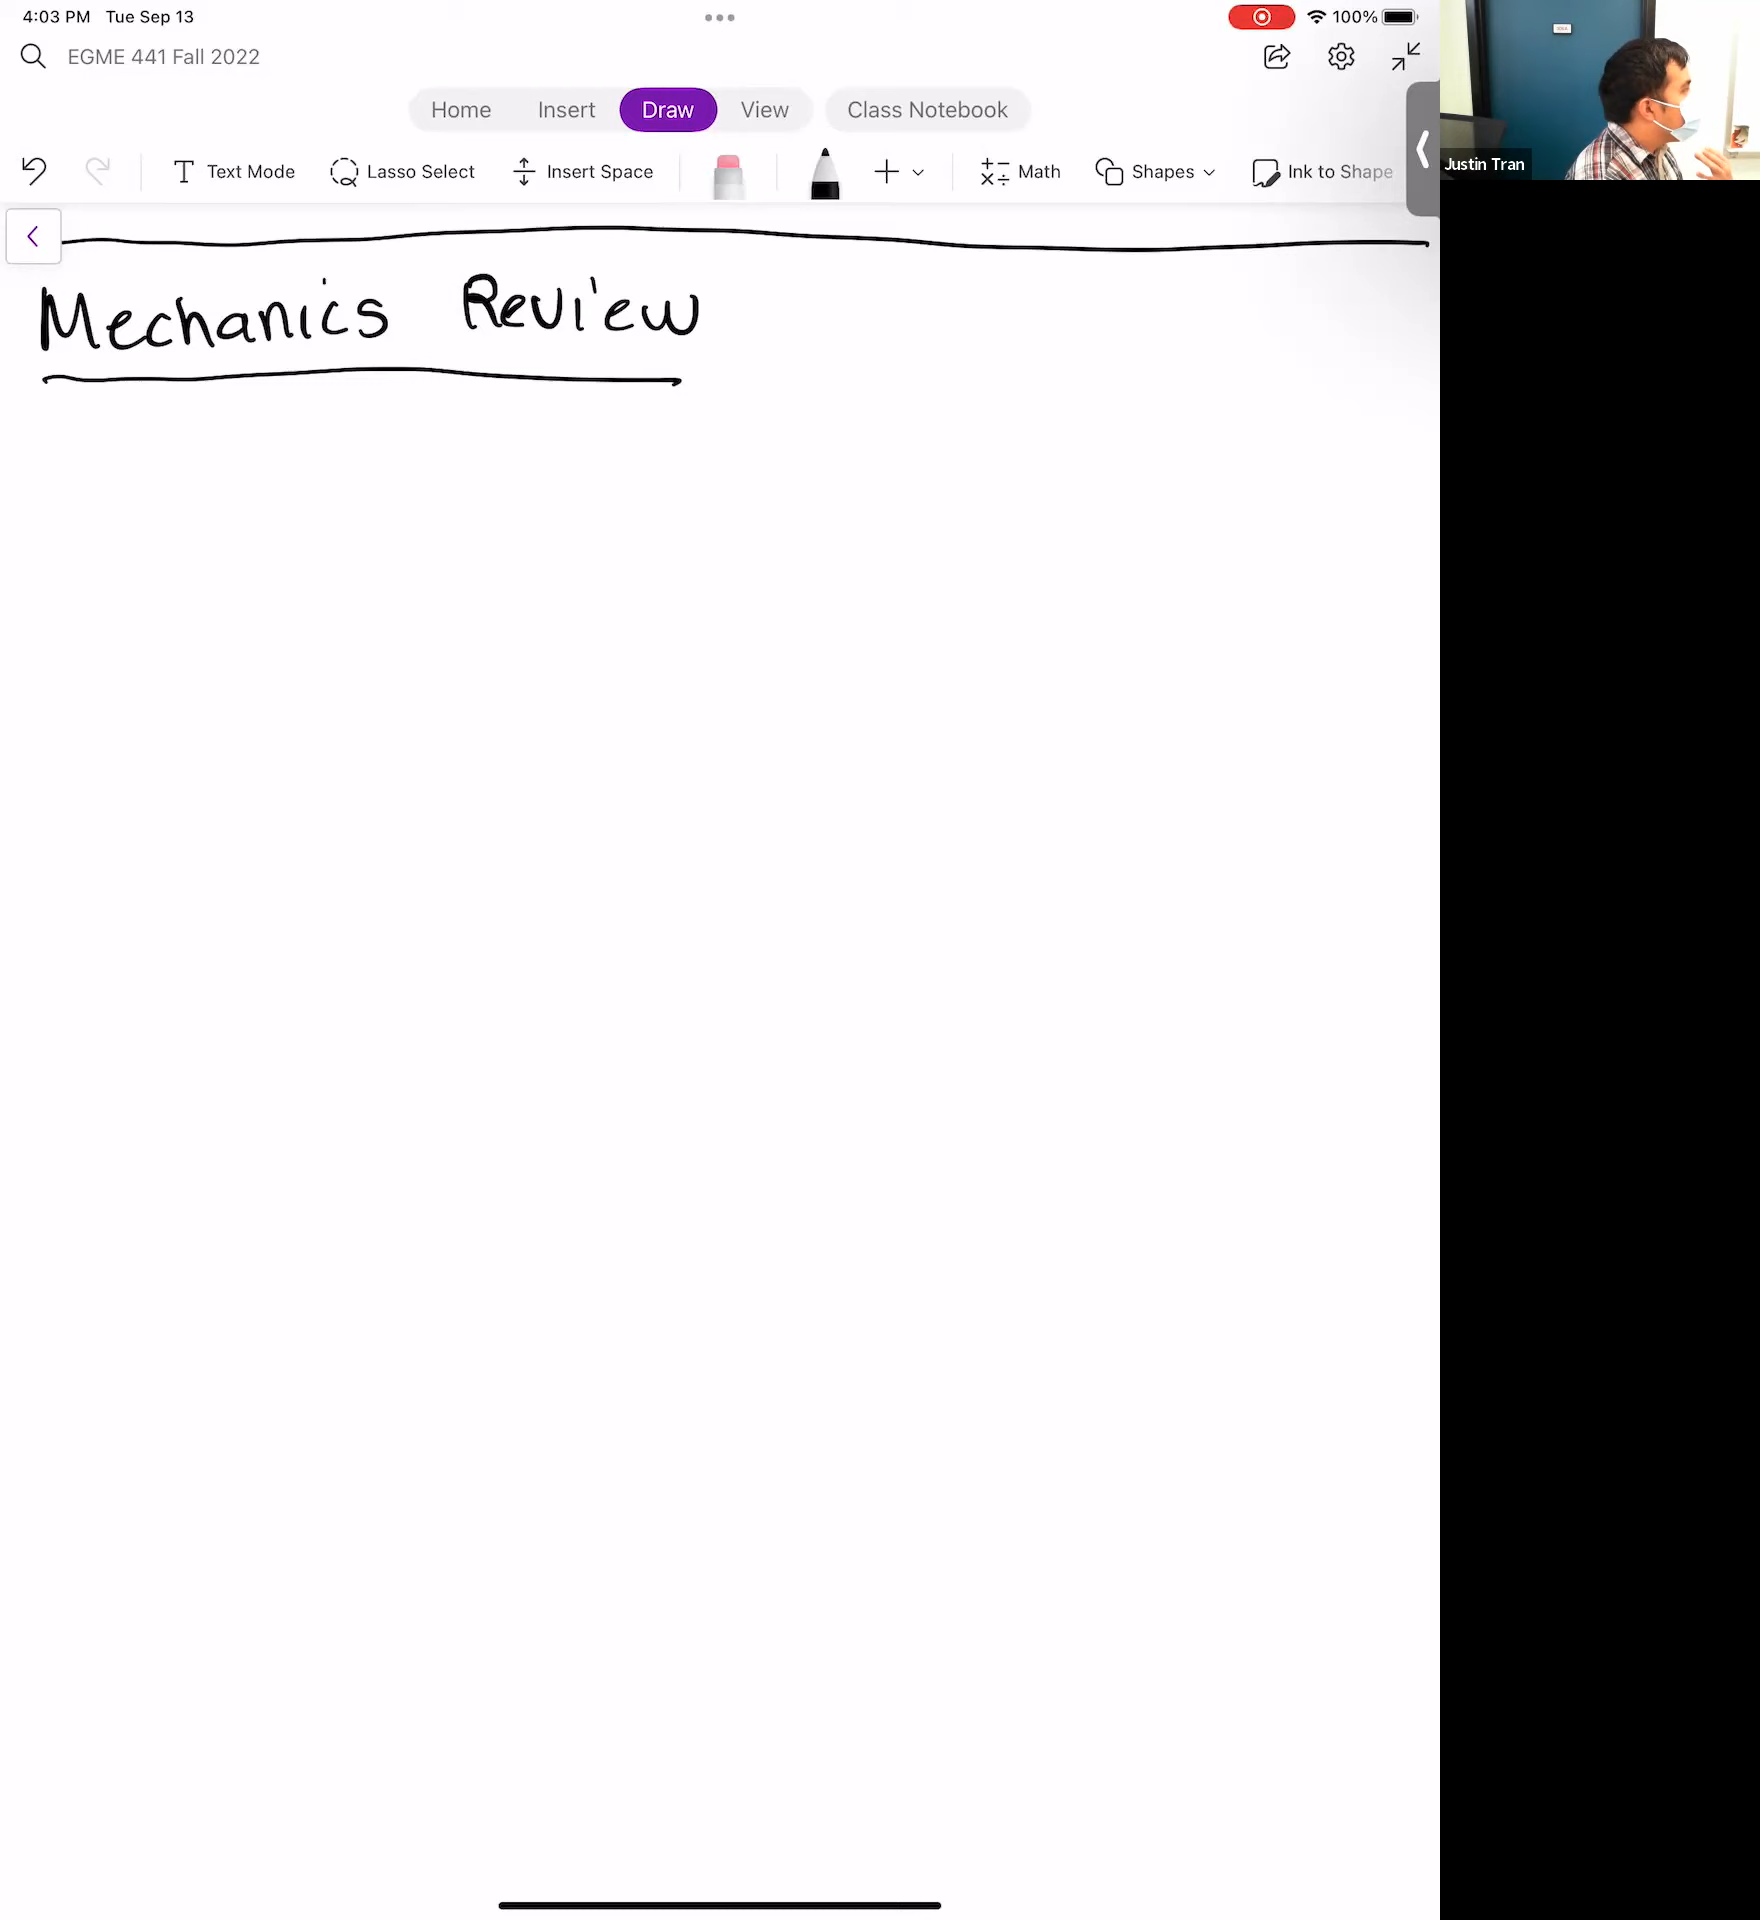 4:03 PM Tue Sep 13
100%
EGME 441 Fall 2022
Home Insert Draw View Class Notebook
Text Mode Lasso Select Insert Space Math Shapes Ink to Shape
Justin Tran
Mechanics Review